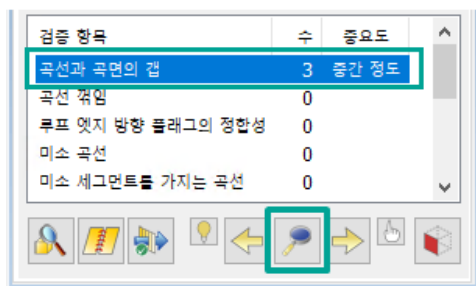 검증 항목 수 중요도
곡선과 곡면의 갭 3 중간 정도
곡선 꺾임 0
루프 엣지 방향 플래그의 정합성 0
미소 곡선 0
미소 세그먼트를 가지는 곡선 0